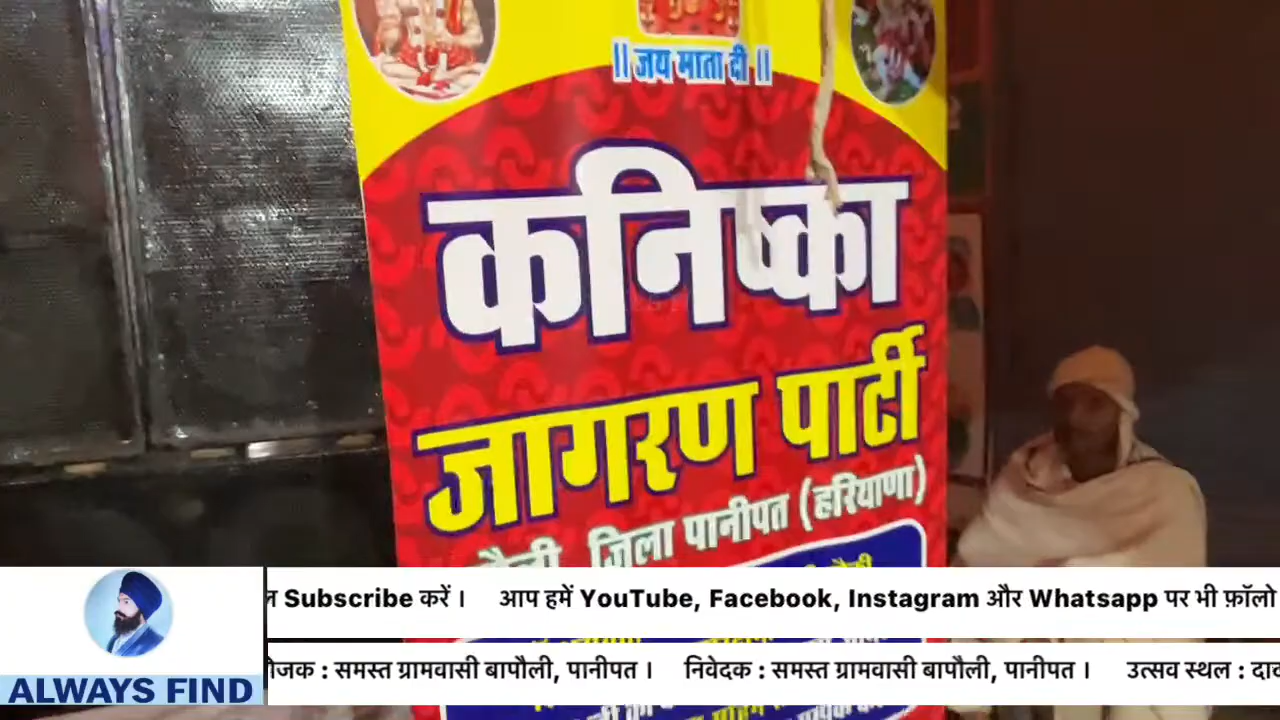 || जय माता दी ||
कनिष्का
जागरण पार्टी
जिला पानीपत (हरियाणा)
Subscribe करें । आप हमें YouTube, Facebook, Instagram और Whatsapp पर भी फ़ॉलो
: समस्त ग्रामवासी बापौली, पानीपत । निवेदक : समस्त ग्रामवासी बापौली, पानीपत । उत्सव स्थल :
ALWAYS FIND